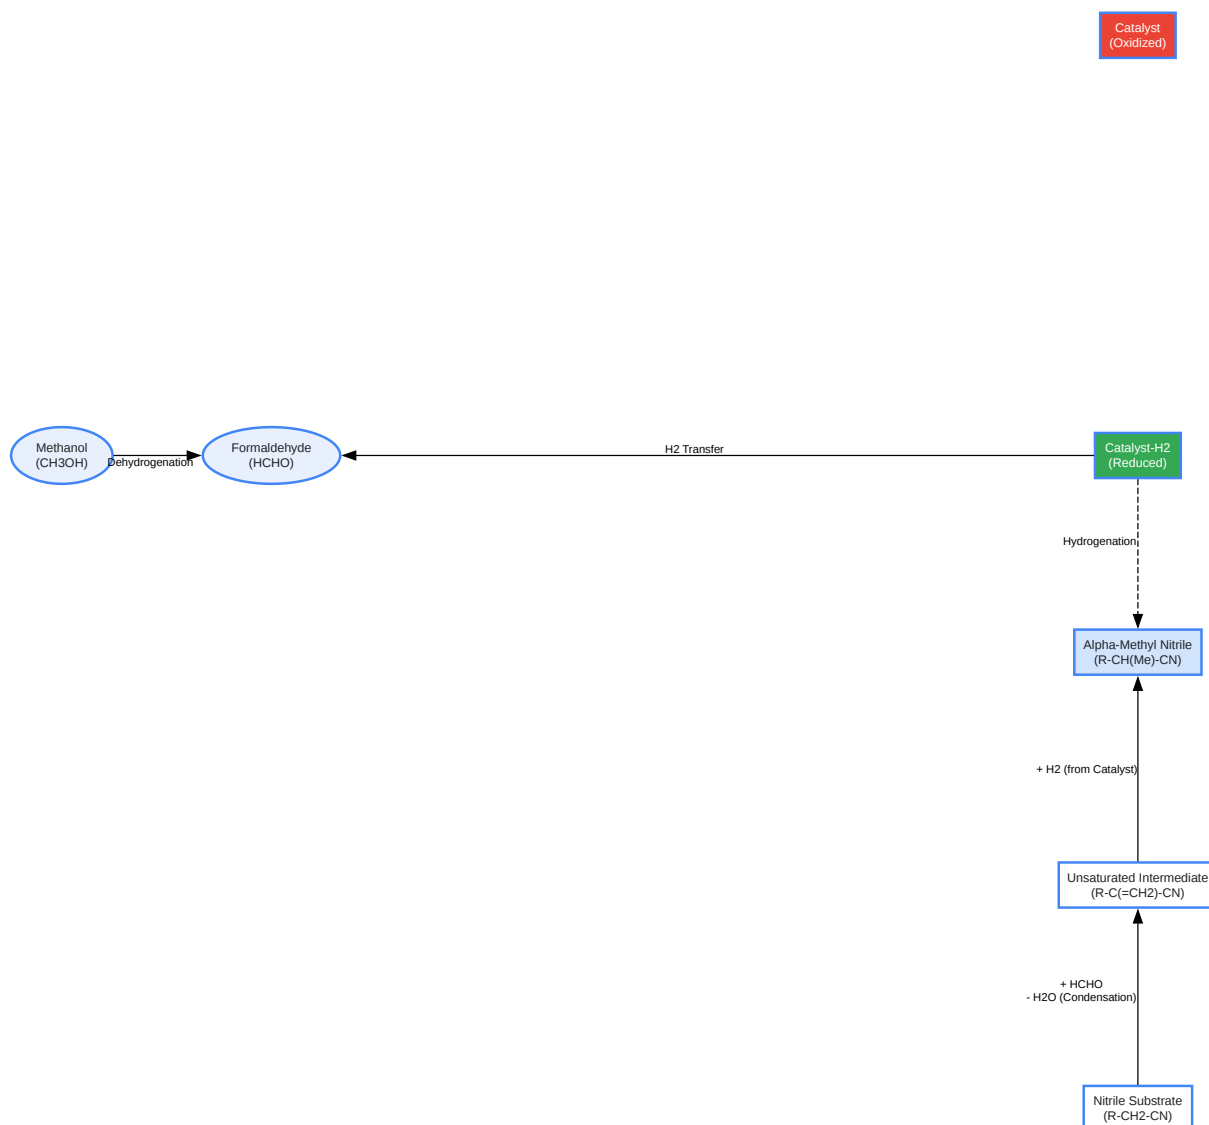 Catalyst
(Oxidized)
Methanol
(CH3OH)
Dehydrogenation
Formaldehyde
(HCHO)
H2 Transfer
Catalyst-H2
(Reduced)
Hydrogenation
Alpha-Methyl Nitrile
(R-CH(Me)-CN)
+ H2 (from Catalyst)
Unsaturated Intermediate
(R-C(=CH2)-CN)
+ HCHO
- H2O (Condensation)
Nitrile Substrate
(R-CH2-CN)